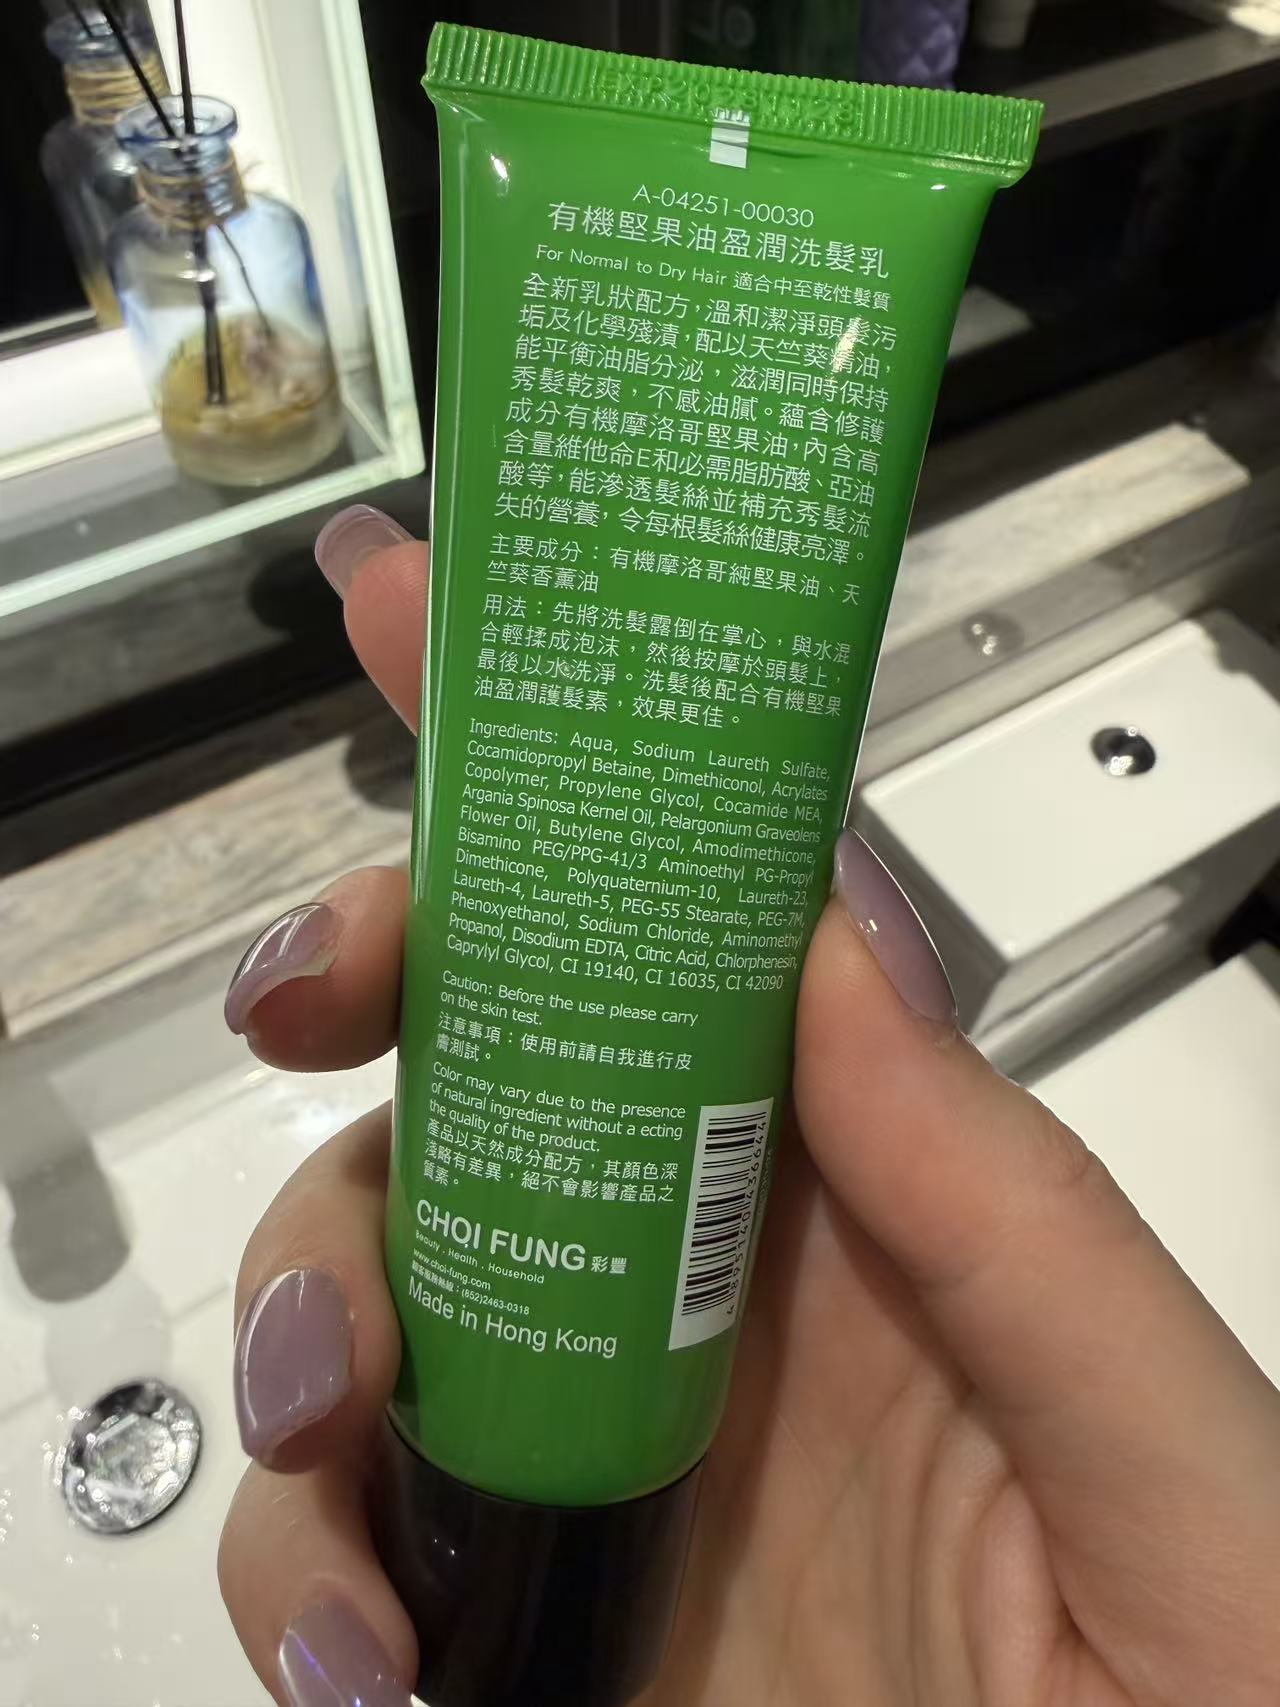 EXP20281128
A-04251-00030
有機堅果油盈潤洗髮乳
For Normal to Dry Hair 適合中至乾性髮質
全新乳狀配方，溫和潔淨頭髮污
垢及化學殘漬，配以天竺葵精油，
能平衡油脂分泌，滋潤同時保持
秀髮乾爽，不感油膩。蘊含修護
成分有機摩洛哥堅果油，內含高
含量維他命E和必需脂肪酸、亞油
酸等，能滲透髮絲並補充秀髮流
失的營養，令每根髮絲健康亮澤。
主要成分：有機摩洛哥純堅果油、天
竺葵香薰油
用法：先將洗髮露倒在掌心，與水混
合輕揉成泡沫，然後按摩於頭髮上，
最後以水洗淨。洗髮後配合有機堅果
油盈潤護髮素，效果更佳。
Ingredients: Aqua, Sodium Laureth Sulfate,
Cocamidopropyl Betaine, Dimethiconol, Acrylates
Copolymer, Propylene Glycol, Cocamide MEA,
Argania Spinosa Kernel Oil, Pelargonium Graveolens
Flower Oil, Butylene Glycol, Amodimethicone,
Bisamino PEG/PPG-41/3 Aminoethyl PG-Propyl
Dimethicone, Polyquaternium-10, Laureth-23,
Laureth-4, Laureth-5, PEG-55 Stearate, PEG-7M,
Phenoxyethanol, Sodium Chloride, Aminomethyl
Propanol, Disodium EDTA, Citric Acid, Chlorphenesin,
Caprylyl Glycol, CI 19140, CI 16035, CI 42090
Caution: Before the use please carry
on the skin test.
注意事項：使用前請自我進行皮
膚測試。
Color may vary due to the presence
of natural ingredient without a ecting
the quality of the product.
產品以天然成分配方，其顏色深
淺略有差異，絕不會影響產品之
質素。
CHOI FUNG 彩豐
Beauty . Health . Household
www.choi-fung.com
顧客服務熱線：(852)2463-0318
Made in Hong Kong
4 895140 439944